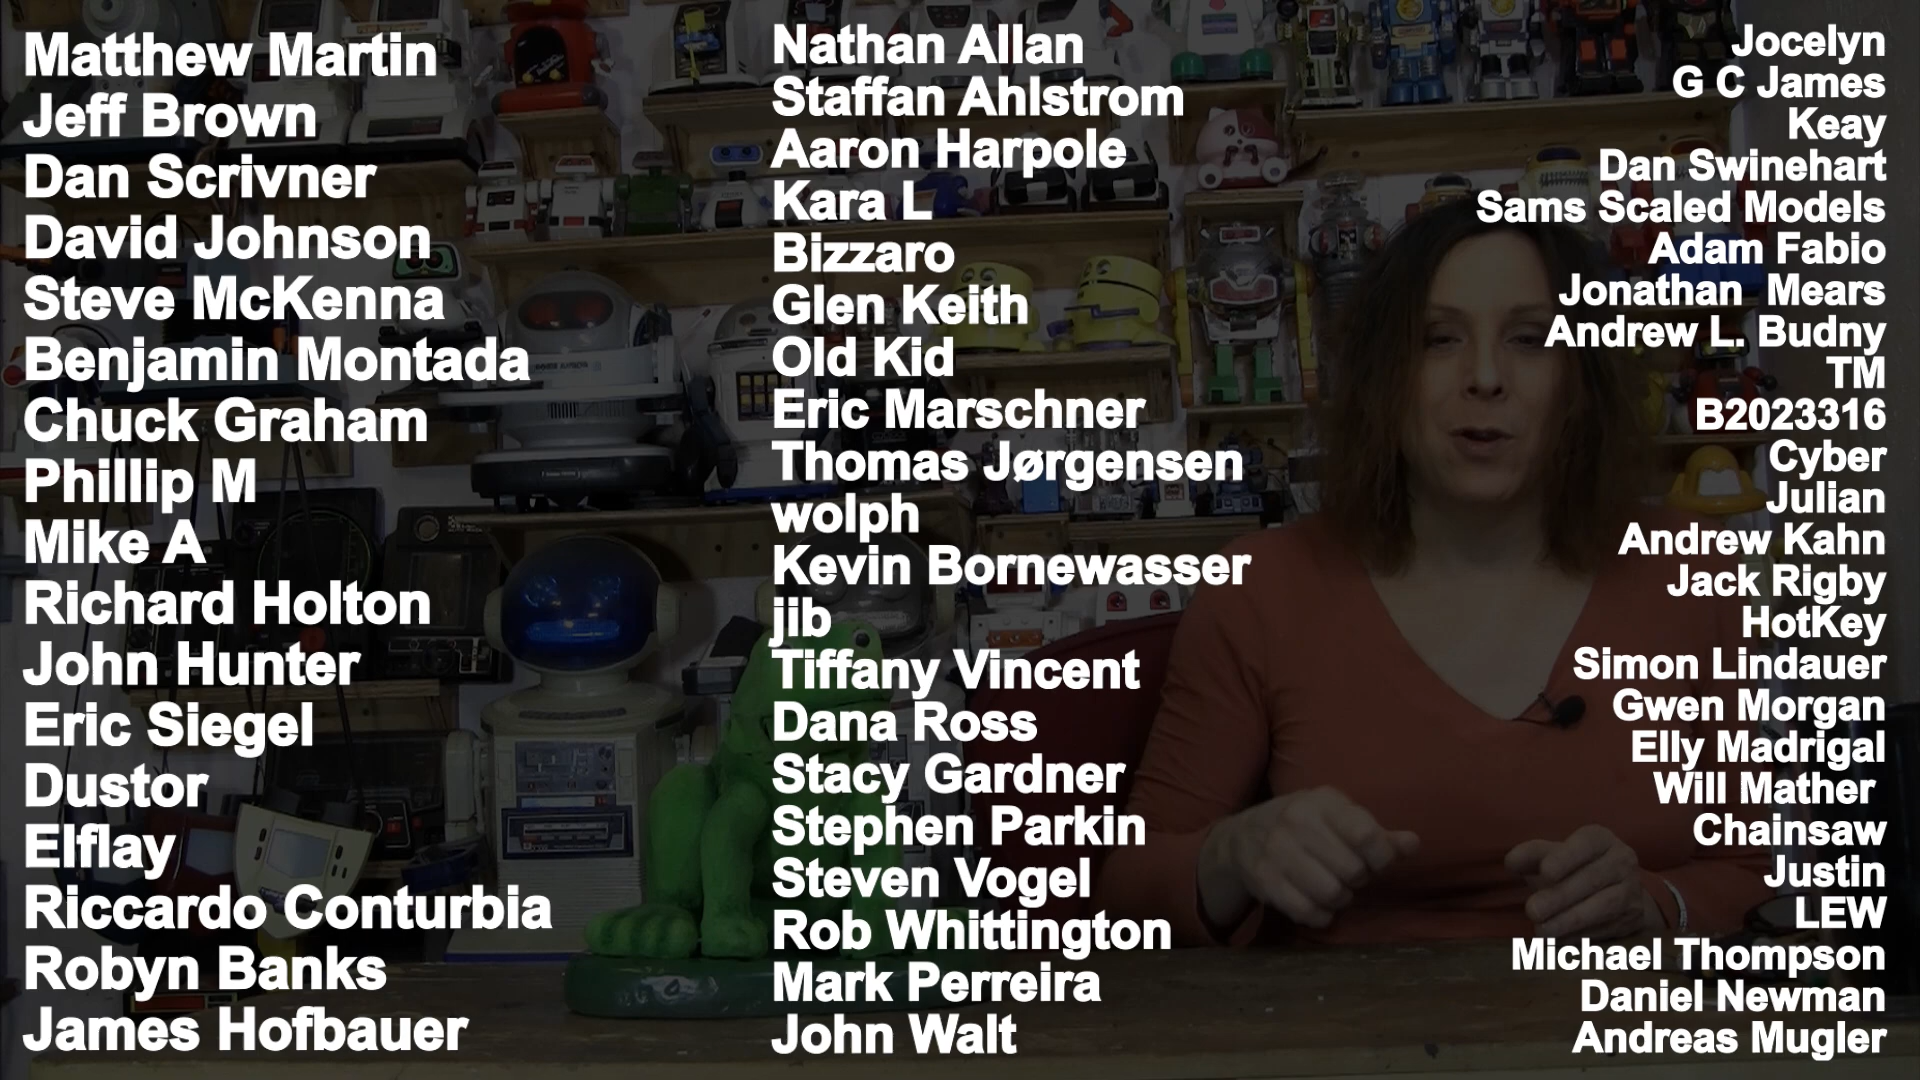 Matthew Martin
Jeff Brown
Dan Scrivner
David Johnson
Steve McKenna
Benjamin Montada
Chuck Graham
Phillip M
Mike A
Richard Holton
John Hunter
Eric Siegel
Dustor
Elflay
Riccardo Conturbia
Robyn Banks
James Hofbauer
Nathan Allan
Staffan Ahlstrom
Aaron Harpole
Kara L
Bizzaro
Glen Keith
Old Kid
Eric Marschner
Thomas Jørgensen
wolph
Kevin Bornewasser
jib
Tiffany Vincent
Dana Ross
Stacy Gardner
Stephen Parkin
Steven Vogel
Rob Whittington
Mark Perreira
John Walt
Jocelyn
G C James
Keay
Dan Swinehart
Sams Scaled Models
Adam Fabio
Jonathan Mears
Andrew L. Budny
TM
B2023316
Cyber
Julian
Andrew Kahn
Jack Rigby
HotKey
Simon Lindauer
Gwen Morgan
Elly Madrigal
Will Mather
Chainsaw
Justin
LEW
Michael Thompson
Daniel Newman
Andreas Mugler